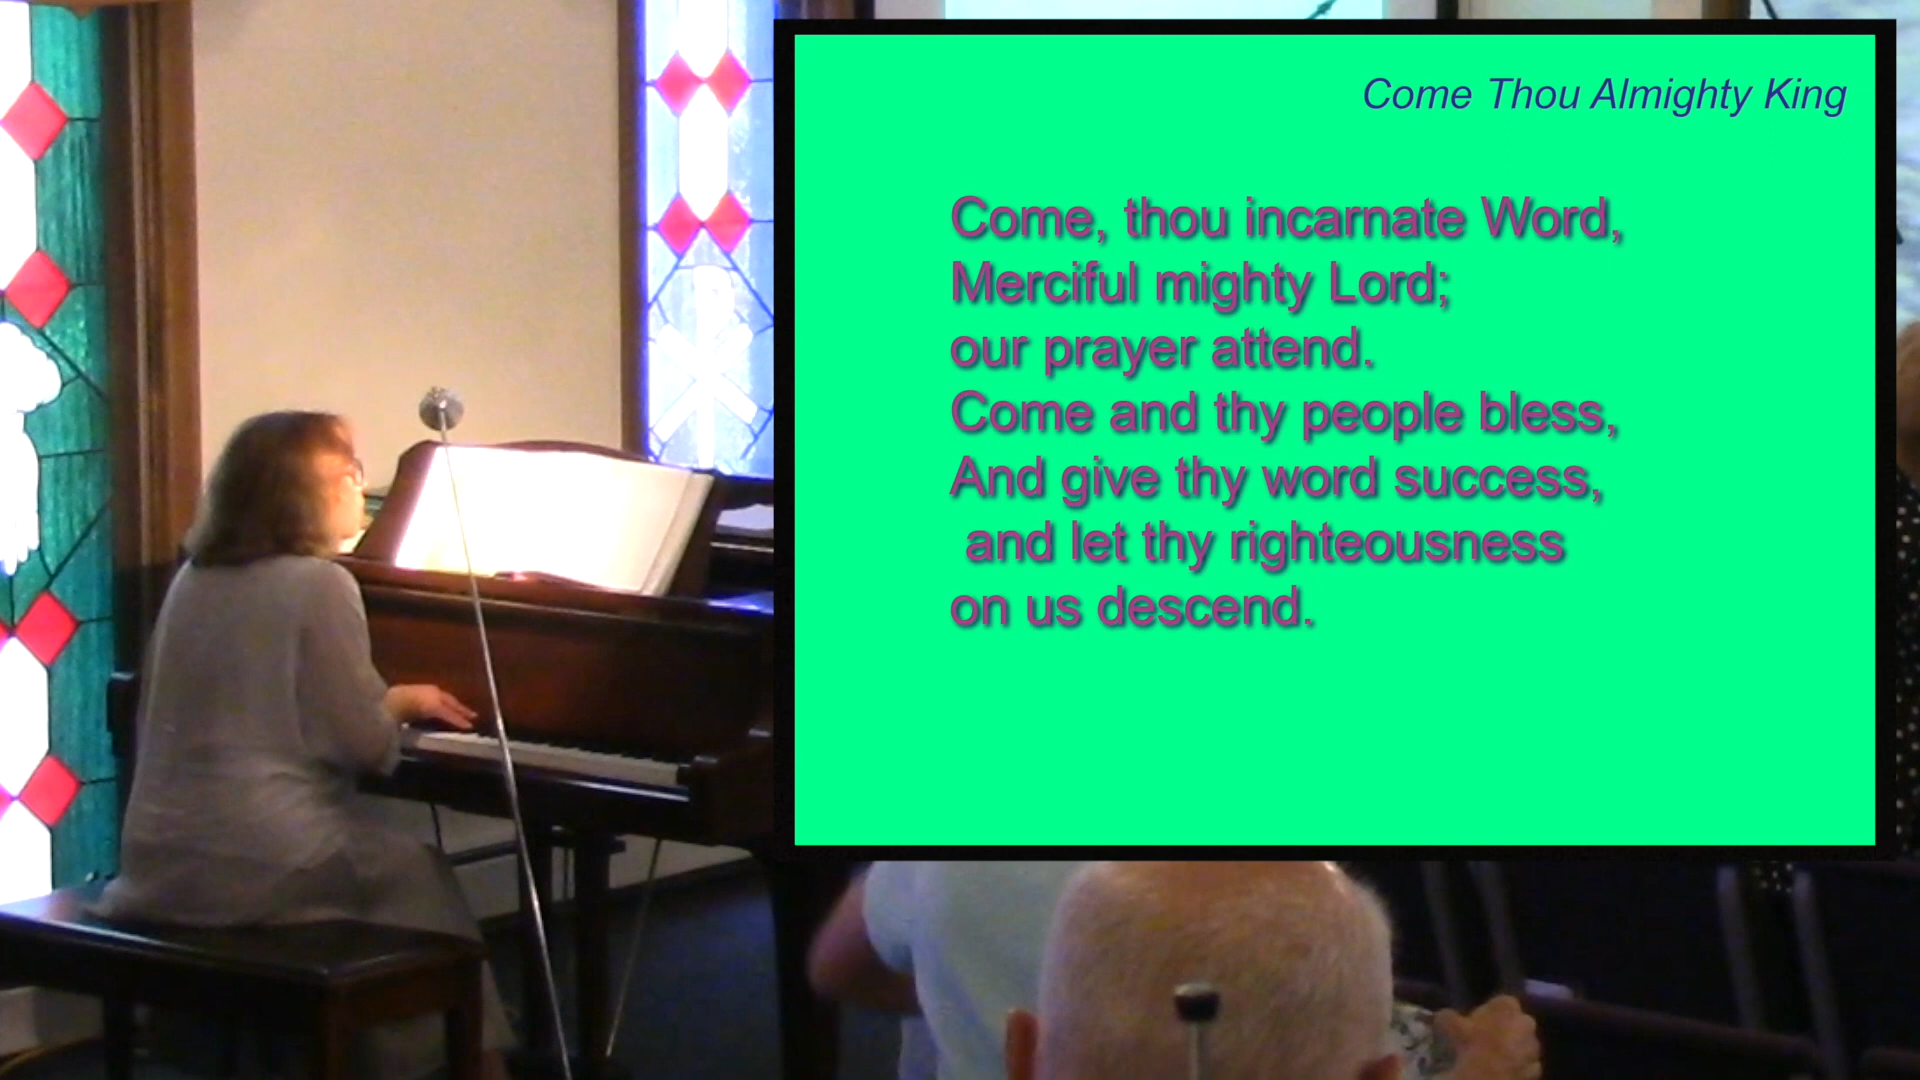 Come Thou Almighty King
Come, thou incarnate Word,
Merciful mighty Lord;
our prayer attend.
Come and thy people bless,
And give thy word success,
and let thy righteousness
on us descend.